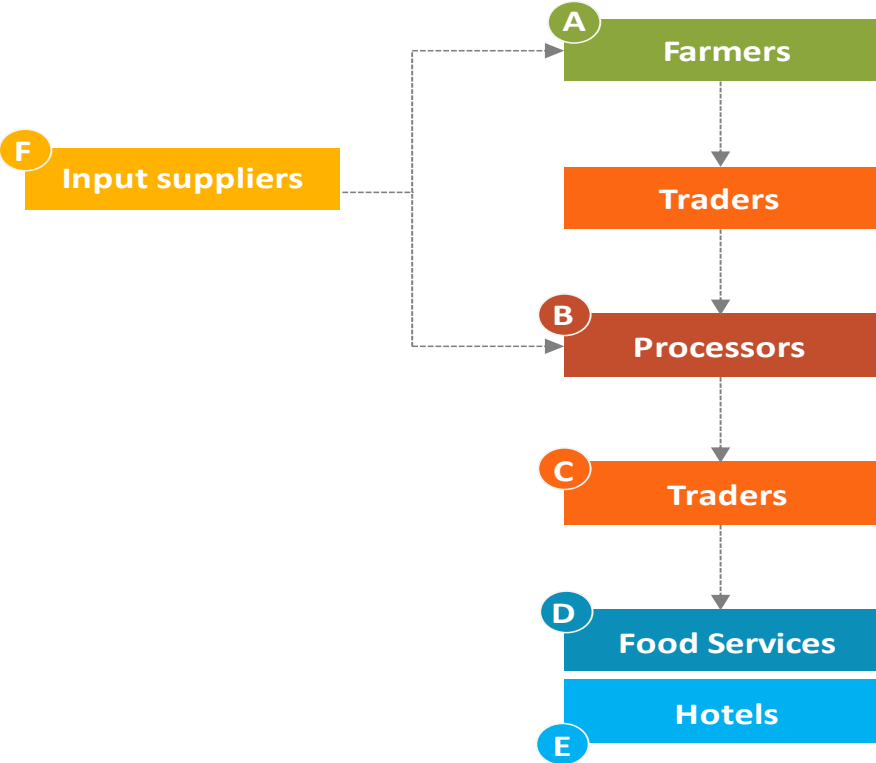 A
Farmers
F
Input suppliers
Traders
B
Processors
C
Traders
D
Food Services
Hotels
E